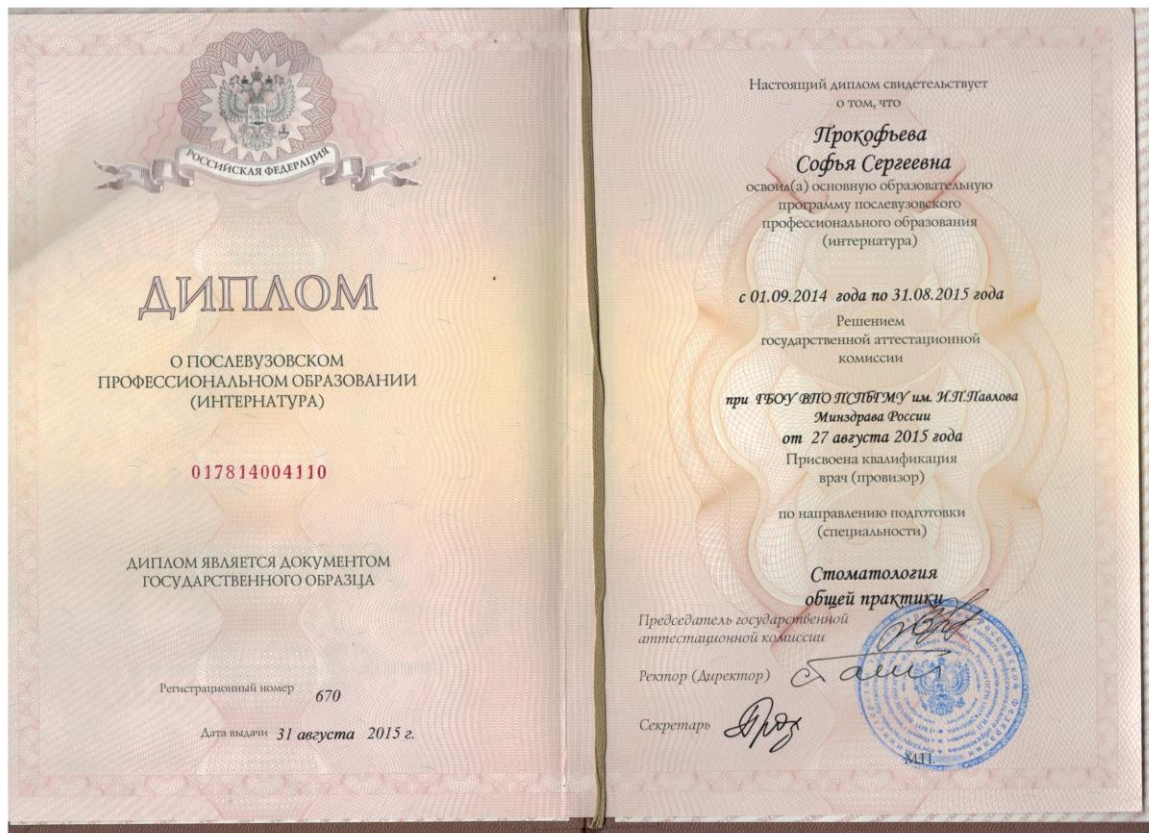 РОССИЙСКАЯ ФЕДЕРАЦИЯ
ДИПЛОМ
О ПОСЛЕВУЗОВСКОМ
ПРОФЕССИОНАЛЬНОМ ОБРАЗОВАНИИ
(ИНТЕРНАТУРА)
017814004110
ДИПЛОМ ЯВЛЯЕТСЯ ДОКУМЕНТОМ
ГОСУДАРСТВЕННОГО ОБРАЗЦА
Регистрационный номер 670
Дата выдачи 31 августа 2015 г.
Настоящий диплом свидетельствует
о том, что
Прокофьева
Софья Сергеевна
освоил(а) основную образовательную
программу послевузовского
профессионального образования
(интернатура)
с 01.09.2014 года по 31.08.2015 года
Решением
государственной аттестационной
комиссии
при ГБОУ ВПО ПСПбГМУ им. И.П.Павлова
Минздрава России
от 27 августа 2015 года
Присвоена квалификация
врач (провизор)
по направлению подготовки
(специальности)
Стоматология
общей практики
Председатель государственной
аттестационной комиссии
Ректор (Директор)
Секретарь
М.П.